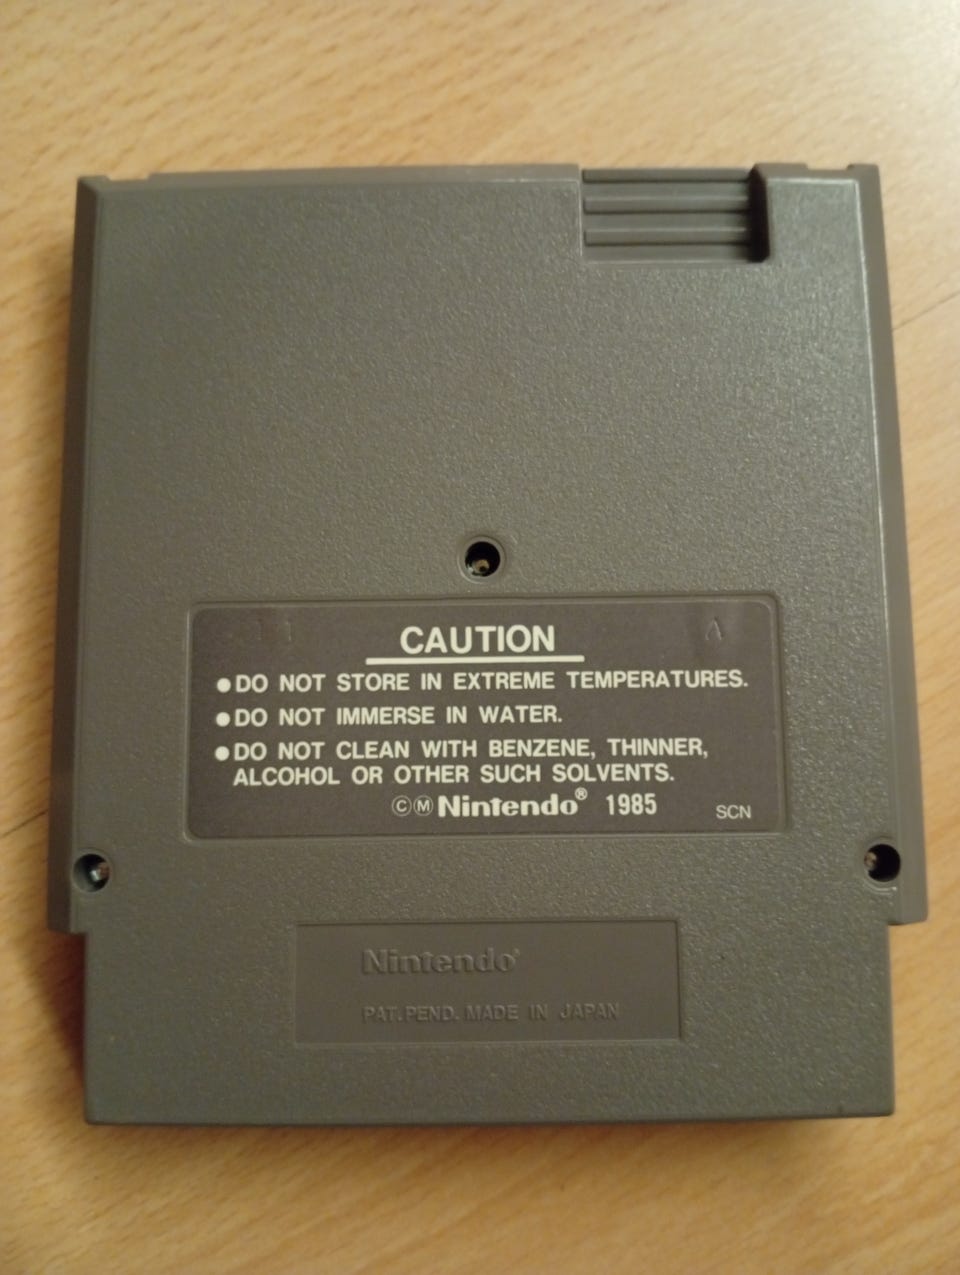 CAUTION
●DO NOT STORE IN EXTREME TEMPERATURES.
●DO NOT IMMERSE IN WATER.
●DO NOT CLEAN WITH BENZENE, THINNER,
ALCOHOL OR OTHER SUCH SOLVENTS.
ⒸⓂNintendo® 1985 SCN
Nintendo®
PAT. PEND. MADE IN JAPAN